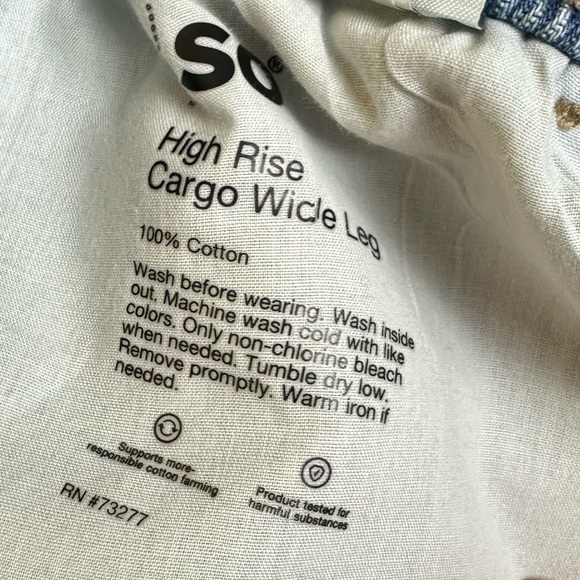 SO®
High Rise
Cargo Wide Leg
100% Cotton
Wash before wearing. Wash inside
out. Machine wash cold with like
colors. Only non-chlorine bleach
when needed. Tumble dry low.
Remove promptly. Warm iron if
needed.
Supports more-
responsible cotton farming
Product tested for
harmful substances
RN #73277